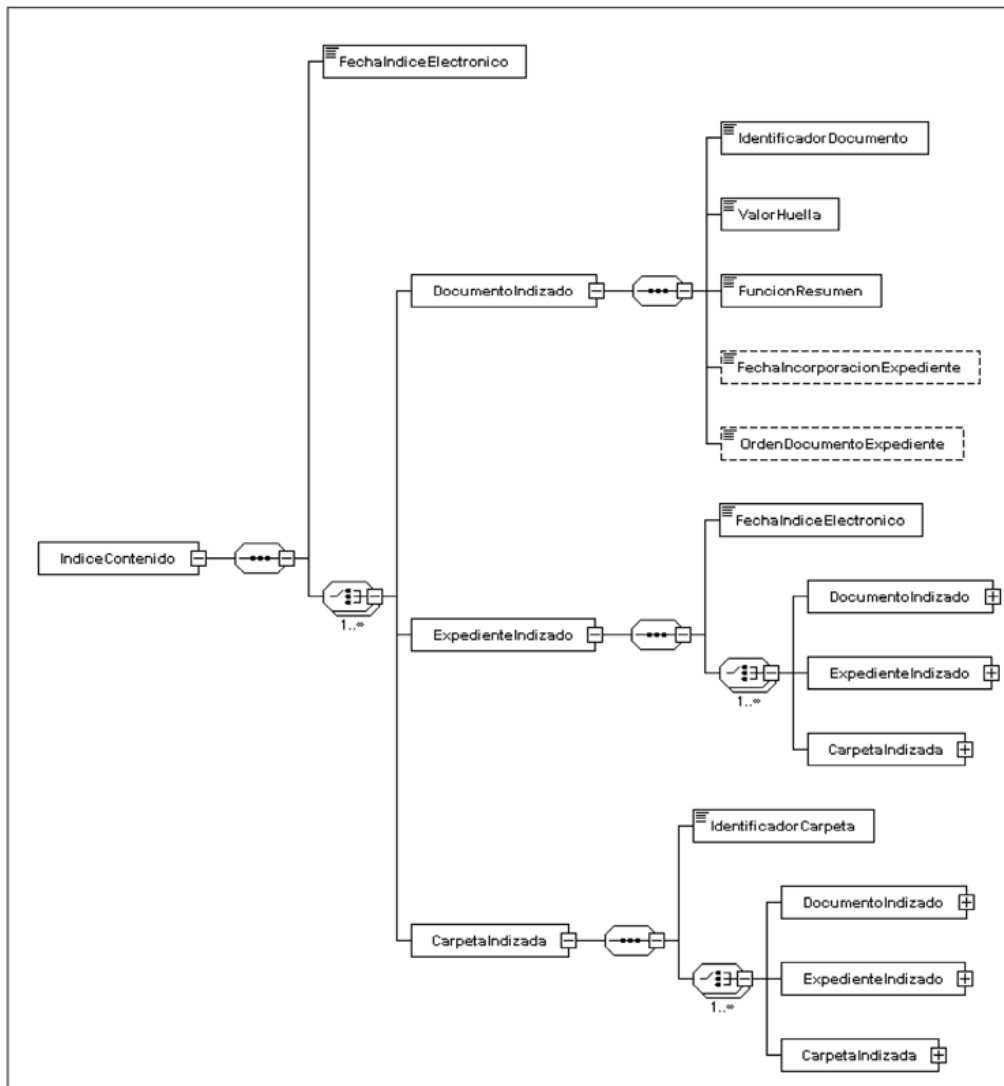 FechaIndiceElectronico
IdentificadorDocumento
ValorHuella
DocumentoIndizado
FuncionResumen
FechaIncorporacionExpediente
OrdenDocumentoExpediente
FechaIndiceElectronico
IndiceContenido
DocumentoIndizado
1..∞
ExpedienteIndizado
ExpedienteIndizado
1..∞
CarpetaIndizada
IdentificadorCarpeta
DocumentoIndizado
CarpetaIndizada
ExpedienteIndizado
1..∞
CarpetaIndizada